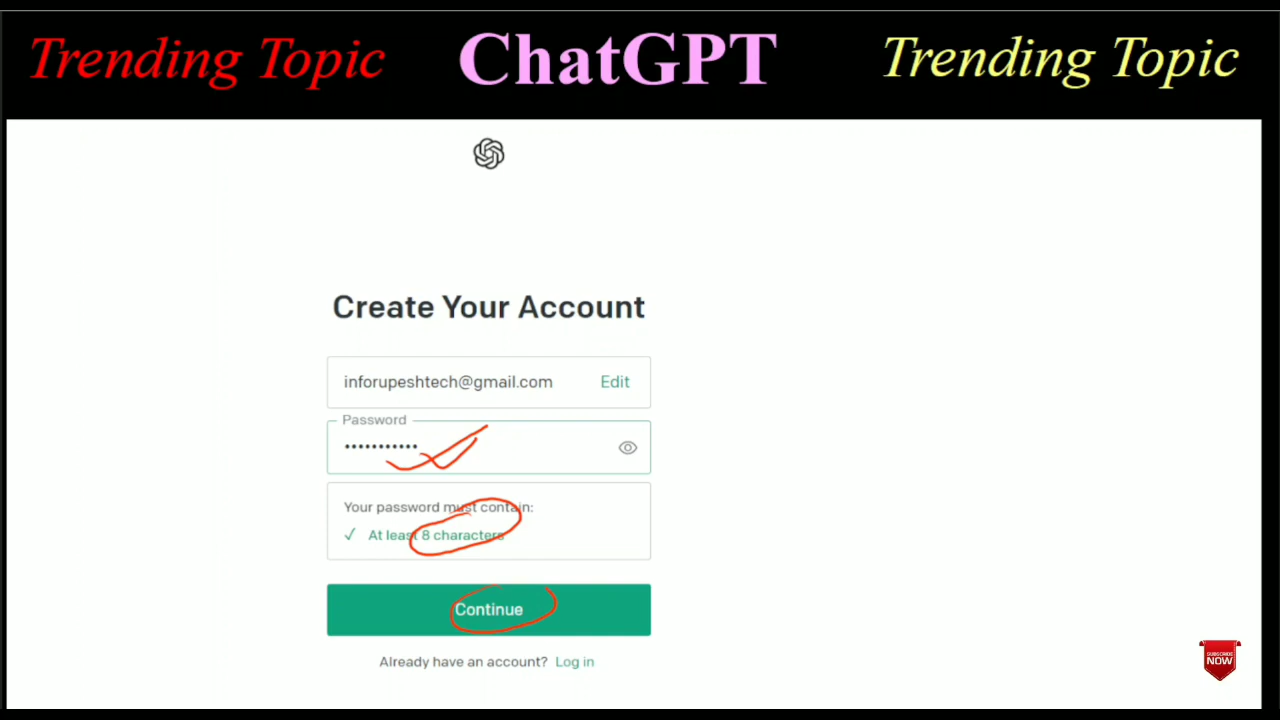 Trending Topic ChatGPT Trending Topic
Create Your Account
inforupeshtech@gmail.com Edit
Password
•••••••••••
Your password must contain:
✓ At least 8 characters
Continue
Already have an account? Log in
SUBSCRIBE
NOW